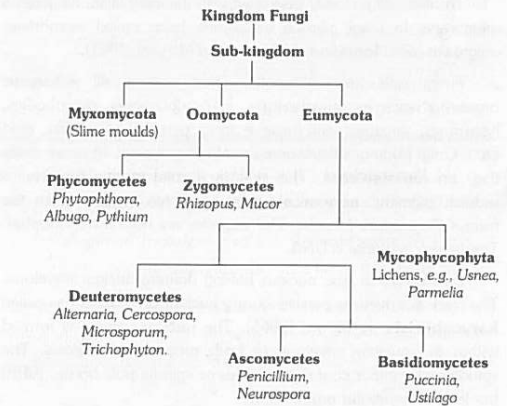 Kingdom Fungi
Sub-kingdom
Myxomycota
(Slime moulds)
Oomycota
Eumycota
Phycomycetes
Phytophthora,
Albugo, Pythium
Zygomycetes
Rhizopus, Mucor
Mycophycophyta
Lichens, e.g., Usnea,
Parmelia
Deuteromycetes
Alternaria, Cercospora,
Microsporum,
Trichophyton.
Ascomycetes
Penicillium,
Neurospora
Basidiomycetes
Puccinia,
Ustilago